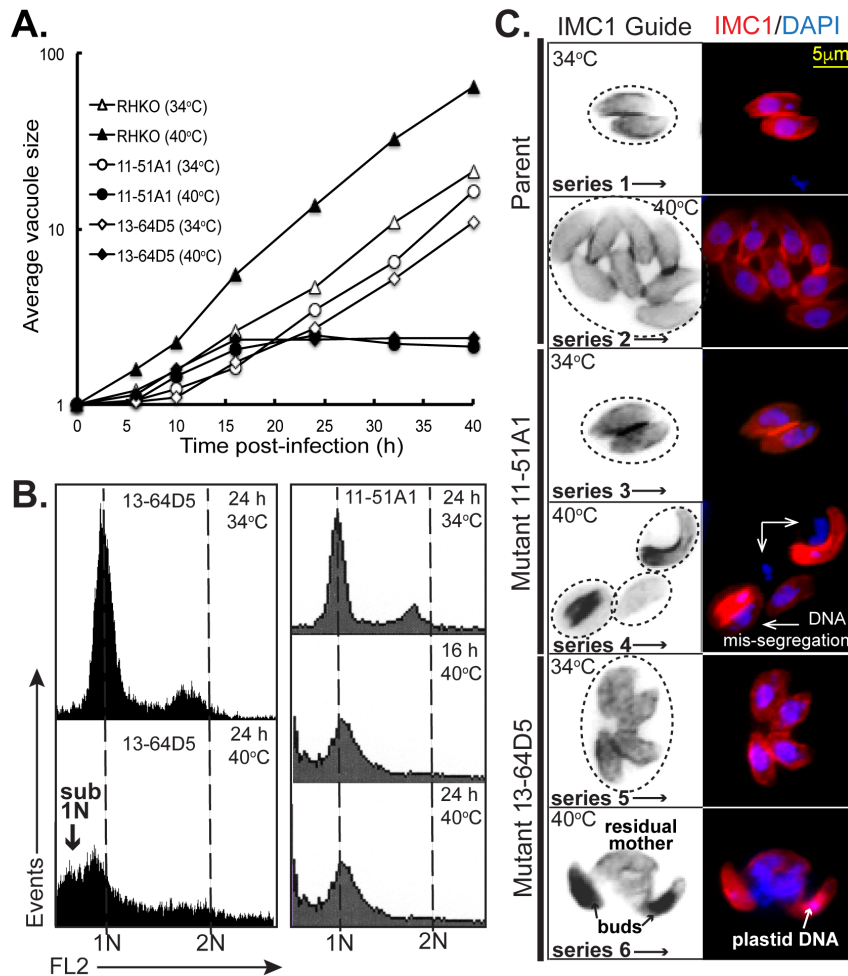 A.
100
10
1
Average vacuole size
RHKO (34°C)
RHKO (40°C)
11-51A1 (34°C)
11-51A1 (40°C)
13-64D5 (34°C)
13-64D5 (40°C)
0 5 10 15 20 25 30 35 40
Time post-infection (h)
B.
13-64D5
24 h
34°C
13-64D5
24 h
40°C
sub
1N
Events
1N 2N
FL2
11-51A1
24 h
34°C
16 h
40°C
24 h
40°C
1N 2N
C.
IMC1 Guide
IMC1/DAPI
Parent
34°C
5µm
series 1
40°C
series 2
Mutant 11-51A1
34°C
series 3
40°C
series 4
DNA
mis-segregation
Mutant 13-64D5
34°C
series 5
40°C
residual
mother
buds
series 6
plastid DNA